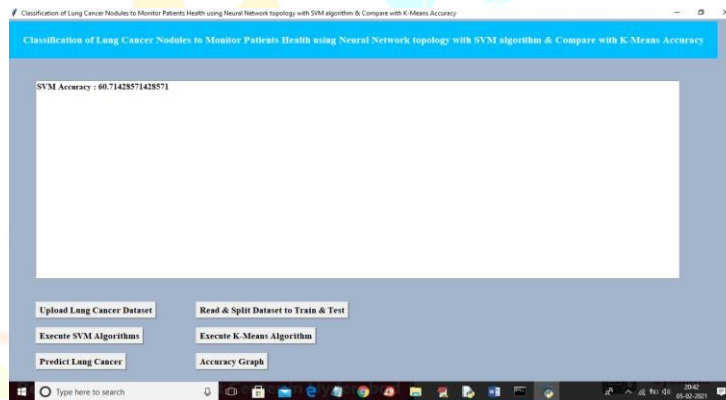 Classification of Lung Cancer Nodules to Monitor Patients Health using Neural Network topology with SVM algorithm & Compare with K-Means Accuracy
Classification of Lung Cancer Nodules to Monitor Patients Health using Neural Network topology with SVM algorithm & Compare with K-Means Accuracy
SVM Accuracy : 60.71428571428571
Upload Lung Cancer Dataset
Read & Split Dataset to Train & Test
Execute SVM Algorithms
Execute K-Means Algorithm
Predict Lung Cancer
Accuracy Graph
Type here to search
20:42
05-02-2021